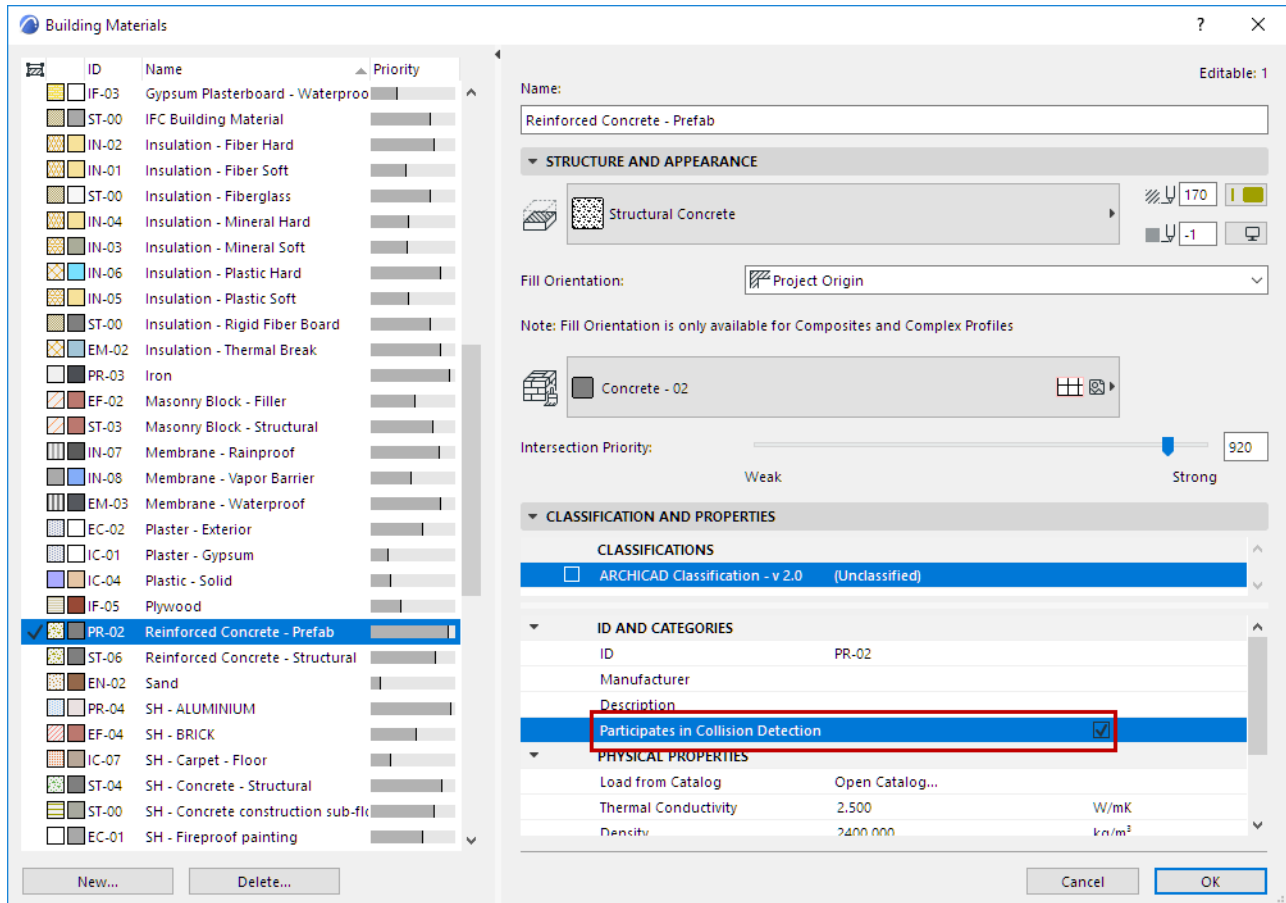 Building Materials
ID Name Priority
IF-03 Gypsum Plasterboard - Waterproo
ST-00 IFC Building Material
IN-02 Insulation - Fiber Hard
IN-01 Insulation - Fiber Soft
ST-00 Insulation - Fiberglass
IN-04 Insulation - Mineral Hard
IN-03 Insulation - Mineral Soft
IN-06 Insulation - Plastic Hard
IN-05 Insulation - Plastic Soft
ST-00 Insulation - Rigid Fiber Board
EM-02 Insulation - Thermal Break
PR-03 Iron
EF-02 Masonry Block - Filler
ST-03 Masonry Block - Structural
IN-07 Membrane - Rainproof
IN-08 Membrane - Vapor Barrier
EM-03 Membrane - Waterproof
EC-02 Plaster - Exterior
IC-01 Plaster - Gypsum
IC-04 Plastic - Solid
IF-05 Plywood
PR-02 Reinforced Concrete - Prefab
ST-06 Reinforced Concrete - Structural
EN-02 Sand
PR-04 SH - ALUMINIUM
EF-04 SH - BRICK
IC-07 SH - Carpet - Floor
ST-04 SH - Concrete - Structural
ST-00 SH - Concrete construction sub-flo
EC-01 SH - Fireproof painting
New... Delete...
Editable: 1
Name:
Reinforced Concrete - Prefab
STRUCTURE AND APPEARANCE
Structural Concrete
170
-1
Fill Orientation: Project Origin
Note: Fill Orientation is only available for Composites and Complex Profiles
Concrete - 02
Intersection Priority: 920
Weak Strong
CLASSIFICATION AND PROPERTIES
CLASSIFICATIONS
ARCHICAD Classification - v 2.0 (Unclassified)
ID AND CATEGORIES
ID PR-02
Manufacturer
Description
Participates in Collision Detection
PHYSICAL PROPERTIES
Load from Catalog Open Catalog...
Thermal Conductivity 2.500 W/mK
Density 2400.000 kg/m³
Cancel OK